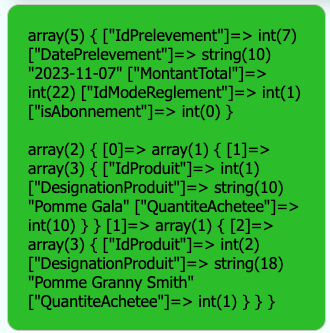 array(5) { ["IdPrelevement"]=> int(7)
["DatePrelevement"]=> string(10)
"2023-11-07" ["MontantTotal"]=>
int(22) ["IdModeReglement"]=> int(1)
["isAbonnement"]=> int(0) }
array(2) { [0]=> array(1) { [1]=>
array(3) { ["IdProduit"]=> int(1)
["DesignationProduit"]=> string(10)
"Pomme Gala" ["QuantiteAchetee"]=>
int(10) } } [1]=> array(1) { [2]=>
array(3) { ["IdProduit"]=> int(2)
["DesignationProduit"]=> string(18)
"Pomme Granny Smith"
["QuantiteAchetee"]=> int(1) } } }